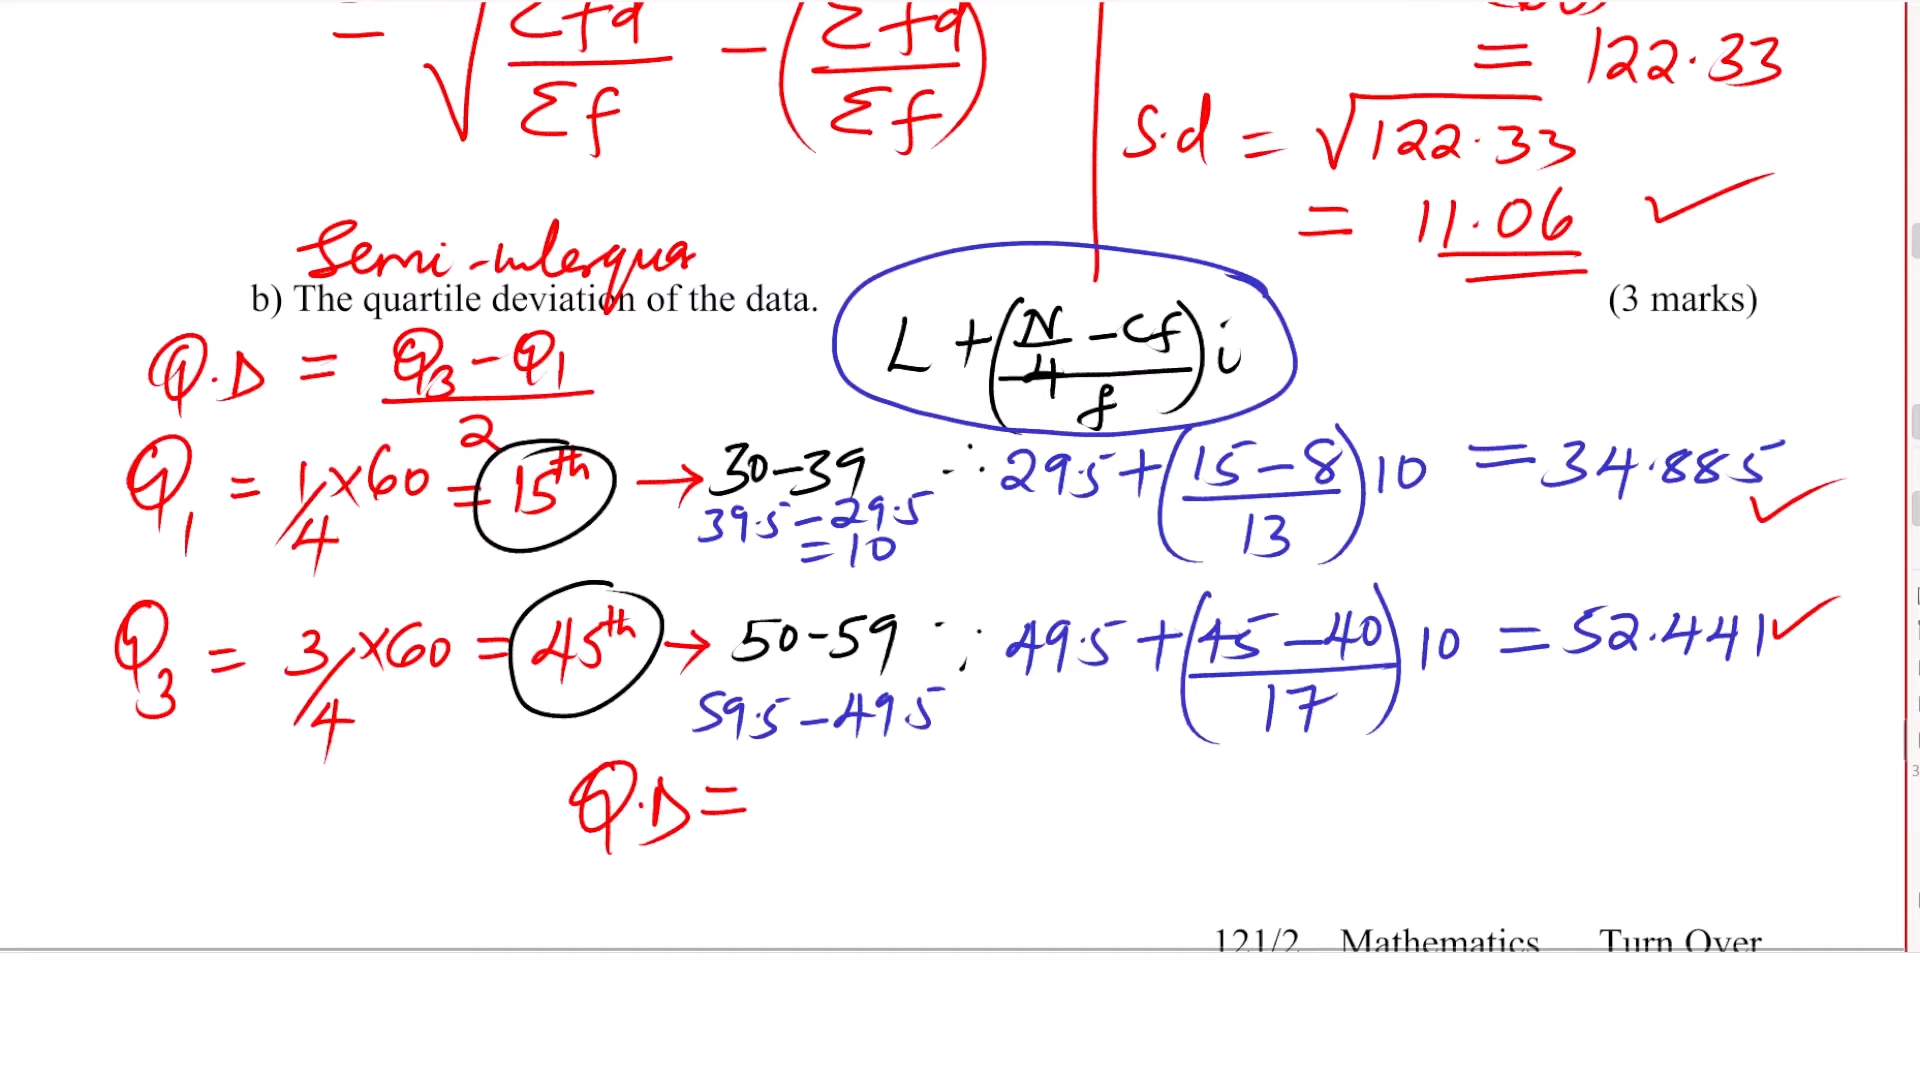 = √(Σfd / Σf) − (Σfd / Σf)
= 122.33
S.d = √122.33
= 11.06 ✓
Semi-interqua
b) The quartile deviation of the data. (3 marks)
L + ((N/4 − Cf) / f) i
Q.D = (Q3 − Q1) / 2
Q1 = 1/4 × 60 = 15th → 30−39 ∴ 29.5 + ((15 − 8) / 13) 10 = 34.885 ✓
39.5 − 29.5
= 10
Q3 = 3/4 × 60 = 45th → 50−59 ∴ 49.5 + ((45 − 40) / 17) 10 = 52.441 ✓
59.5 − 49.5
Q.D =
121/2 Mathematics Turn Over